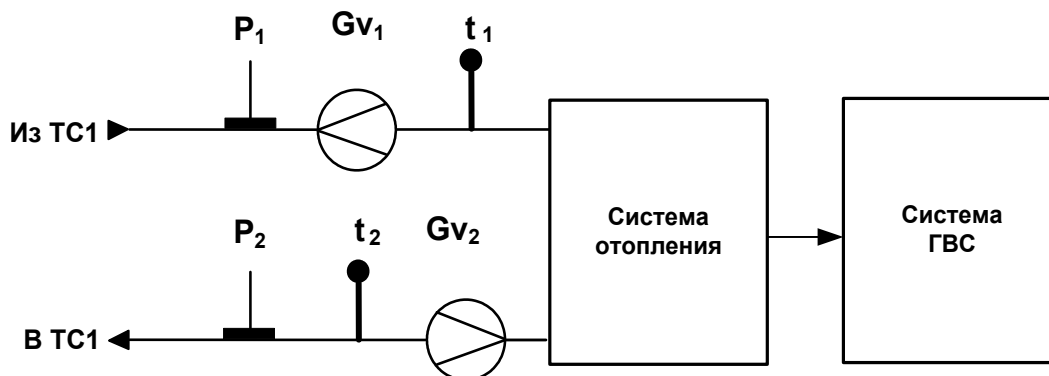 P₁ Gv₁ t₁
Из ТС1
P₂ t₂ Gv₂
В ТС1
Система
отопления
Система
ГВС